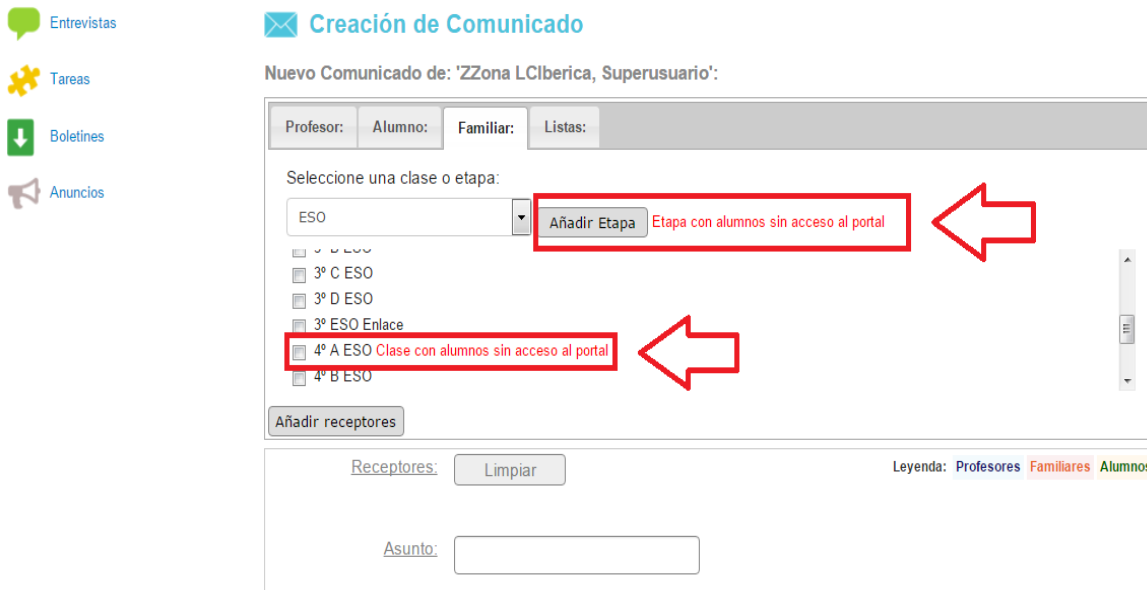 Entrevistas
Tareas
Boletines
Anuncios
Creación de Comunicado
Nuevo Comunicado de: 'ZZona LCIberica, Superusuario':
Profesor: Alumno: Familiar: Listas:
Seleccione una clase o etapa:
ESO Añadir Etapa Etapa con alumnos sin acceso al portal
3º C ESO
3º D ESO
3º ESO Enlace
4º A ESO Clase con alumnos sin acceso al portal
4º B ESO
Añadir receptores
Receptores: Limpiar Leyenda: Profesores Familiares Alumnos
Asunto: